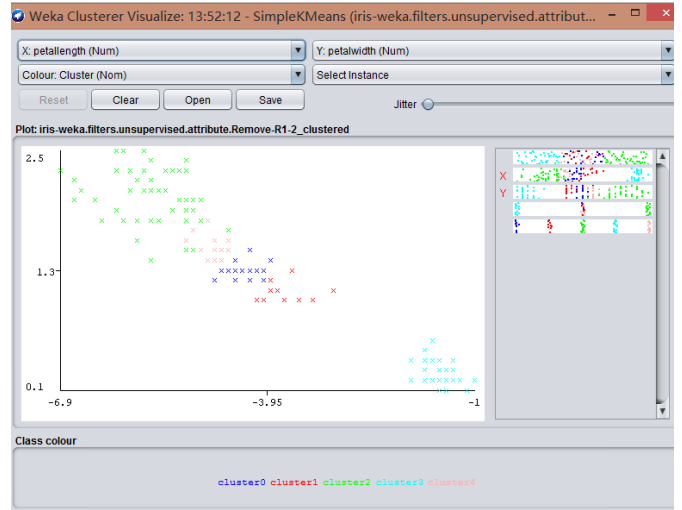 Weka Clusterer Visualize: 13:52:12 - SimpleKMeans (iris-weka.filters.unsupervised.attribut...
X: petallength (Num) Y: petalwidth (Num)
Colour: Cluster (Nom) Select Instance
Reset Clear Open Save Jitter
Plot: iris-weka.filters.unsupervised.attribute.Remove-R1-2_clustered
2.5
X
Y
1.3
0.1
-6.9 -3.95 -1
Class colour
cluster0 cluster1 cluster2 cluster3 cluster4